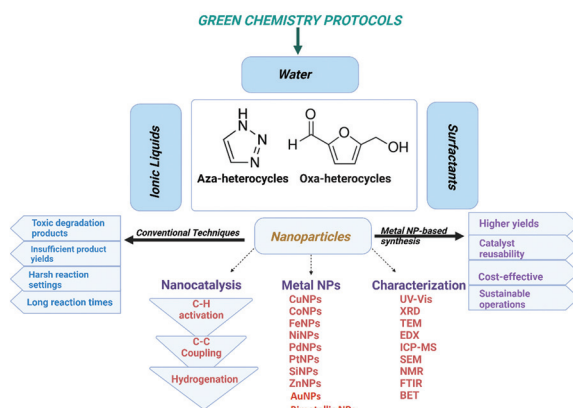 GREEN CHEMISTRY PROTOCOLS
Water
Ionic Liquids
H
N
N
N
Aza-heterocycles
O
H
O
OH
Oxa-heterocycles
Surfactants
Toxic degradation
products
Insufficient product
yields
Harsh reaction
settings
Long reaction times
Conventional Techniques
Nanoparticles
Metal NP-based
synthesis
Higher yields
Catalyst
reusability
Cost-effective
Sustainable
operations
Nanocatalysis
C-H
activation
C-C
Coupling
Hydrogenation
Metal NPs
CuNPs
CoNPs
FeNPs
NiNPs
PdNPs
PtNPs
SiNPs
ZnNPs
AuNPs
Characterization
UV-Vis
XRD
TEM
EDX
ICP-MS
SEM
NMR
FTIR
BET